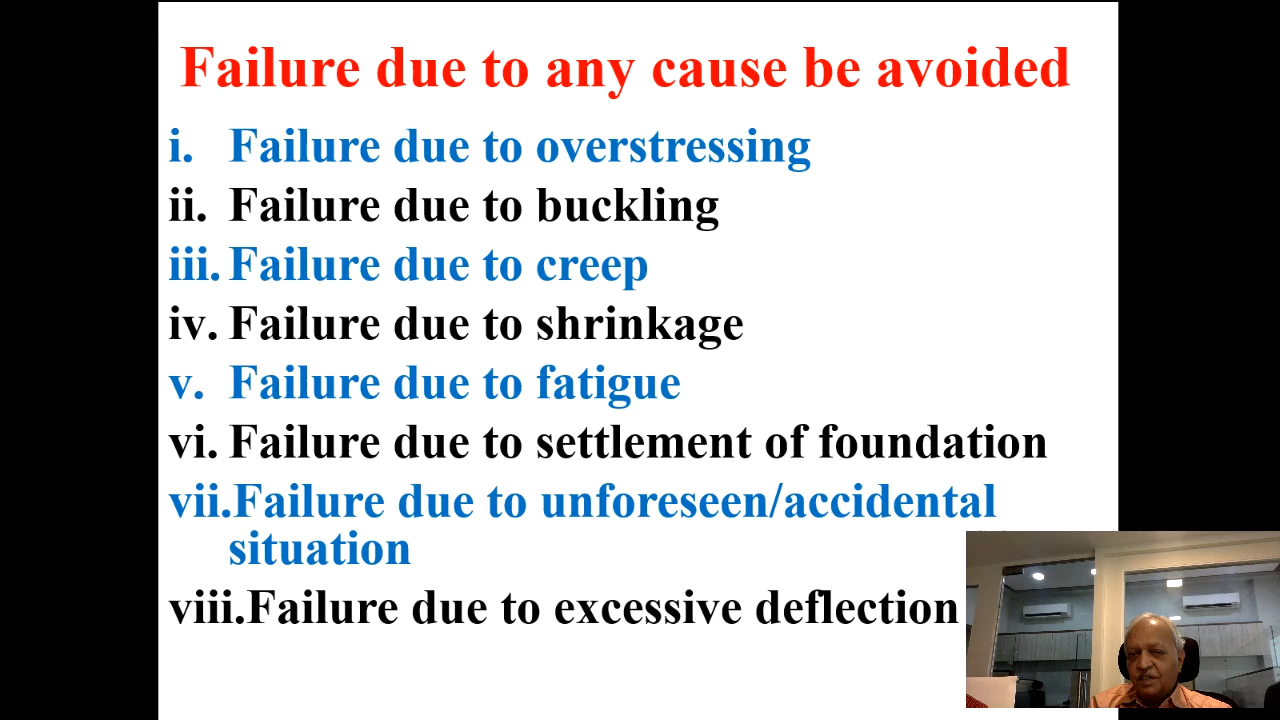 Failure due to any cause be avoided
i. Failure due to overstressing
ii. Failure due to buckling
iii. Failure due to creep
iv. Failure due to shrinkage
v. Failure due to fatigue
vi. Failure due to settlement of foundation
vii.Failure due to unforeseen/accidental
situation
viii.Failure due to excessive deflection